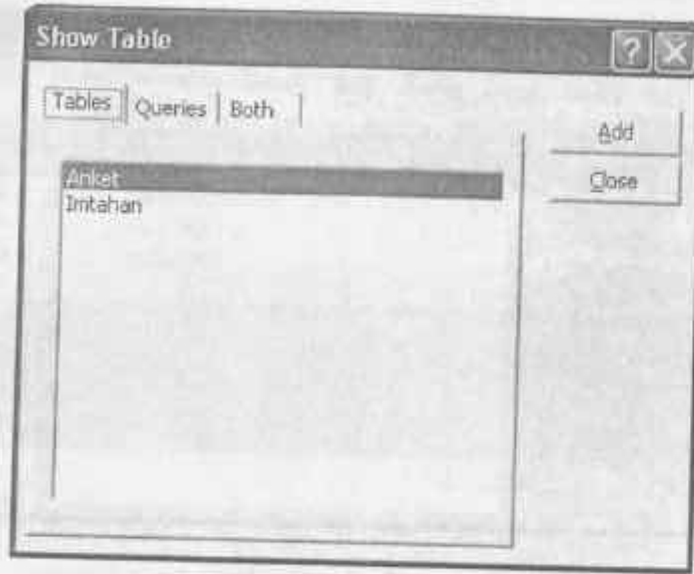 Show Table
Tables Queries Both
Add
Close
Anket
Imtahan